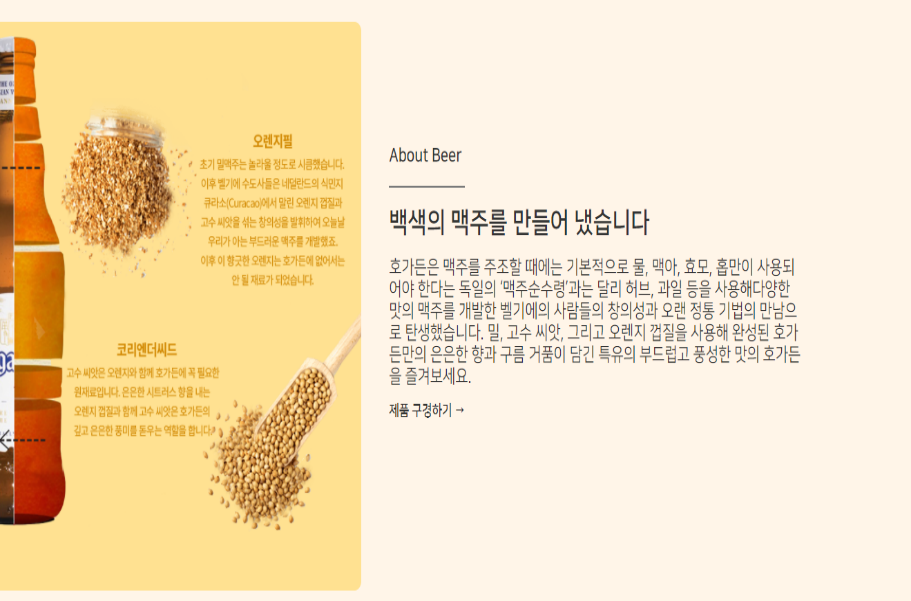 오렌지필
초기 밀맥주는 놀라울 정도로 시큼했습니다.
이후 벨기에 수도사들은 네덜란드의 식민지
큐라소(Curacao)에서 말린 오렌지 껍질과
고수 씨앗을 섞는 창의성을 발휘하여 오늘날
우리가 아는 부드러운 맥주를 개발했죠.
이후 이 향긋한 오렌지는 호가든에 없어서는
안 될 재료가 되었습니다.
코리엔더씨드
고수 씨앗은 오렌지와 함께 호가든에 꼭 필요한
원재료입니다. 은은한 시트러스 향을 내는
오렌지 껍질과 함께 고수 씨앗은 호가든의
깊고 은은한 풍미를 돋우는 역할을 합니다.
About Beer
백색의 맥주를 만들어 냈습니다
호가든은 맥주를 주조할 때에는 기본적으로 물, 맥아, 효모, 홉만이 사용되
어야 한다는 독일의 '맥주순수령'과는 달리 허브, 과일 등을 사용해다양한
맛의 맥주를 개발한 벨기에의 사람들의 창의성과 오랜 정통 기법의 만남으
로 탄생했습니다. 밀, 고수 씨앗, 그리고 오렌지 껍질을 사용해 완성된 호가
든만의 은은한 향과 구름 거품이 담긴 특유의 부드럽고 풍성한 맛의 호가든
을 즐겨보세요.
제품 구경하기 →